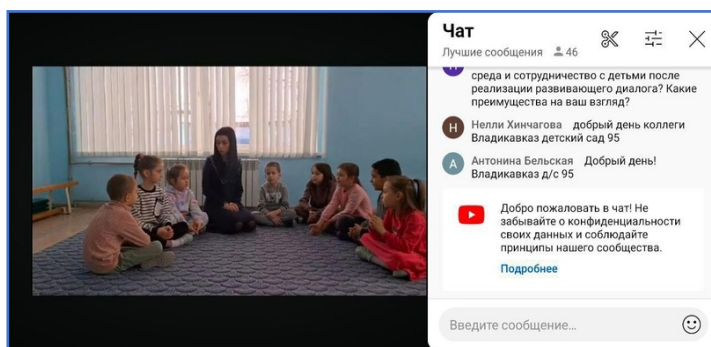 Чат
Лучшие сообщения 46
среда и сотрудничество с детьми после
реализации развивающего диалога? Какие
преимущества на ваш взгляд?
Н Нелли Хинчагова добрый день коллеги
Владикавказ детский сад 95
А Антонина Бельская Добрый день!
Владикавказ д/с 95
Добро пожаловать в чат! Не
забывайте о конфиденциальности
своих данных и соблюдайте
принципы нашего сообщества.
Подробнее
Введите сообщение...